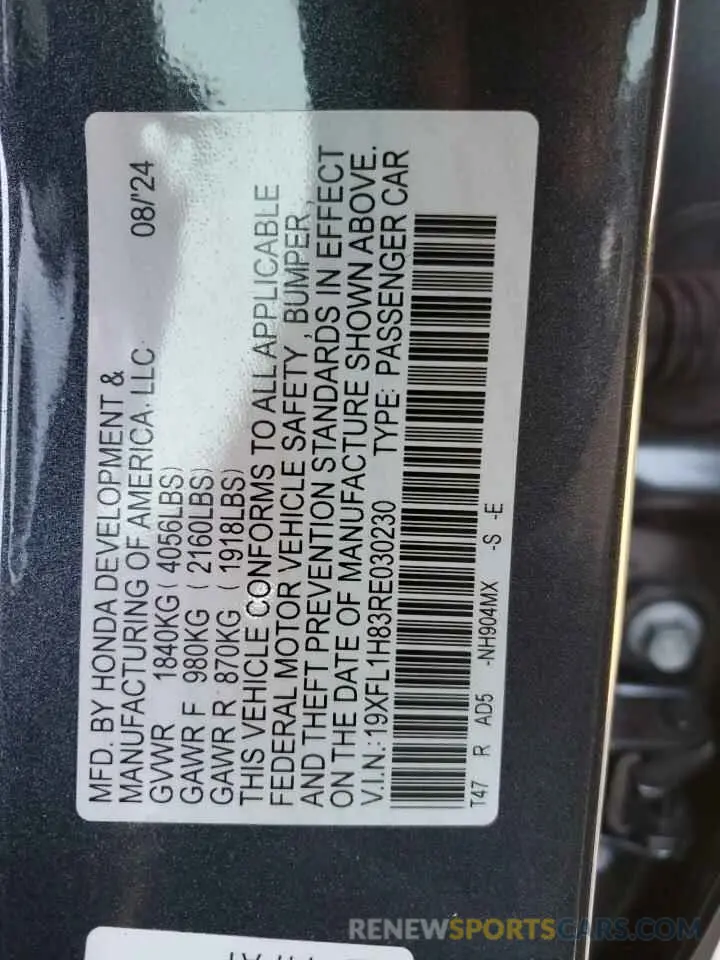 MFD. BY HONDA DEVELOPMENT &
MANUFACTURING OF AMERICA, LLC 08/'24
GVWR 1840KG ( 4056LBS)
GAWR F 980KG ( 2160LBS)
GAWR R 870KG ( 1918LBS)
THIS VEHICLE CONFORMS TO ALL APPLICABLE
FEDERAL MOTOR VEHICLE SAFETY , BUMPER ,
AND THEFT PREVENTION STANDARDS IN EFFECT
ON THE DATE OF MANUFACTURE SHOWN ABOVE.
V.I.N.: 19XFL1H83RE030230 TYPE: PASSENGER CAR
T47 R AD5 -NH904MX -S -E
RENEWSPORTSCARS.COM